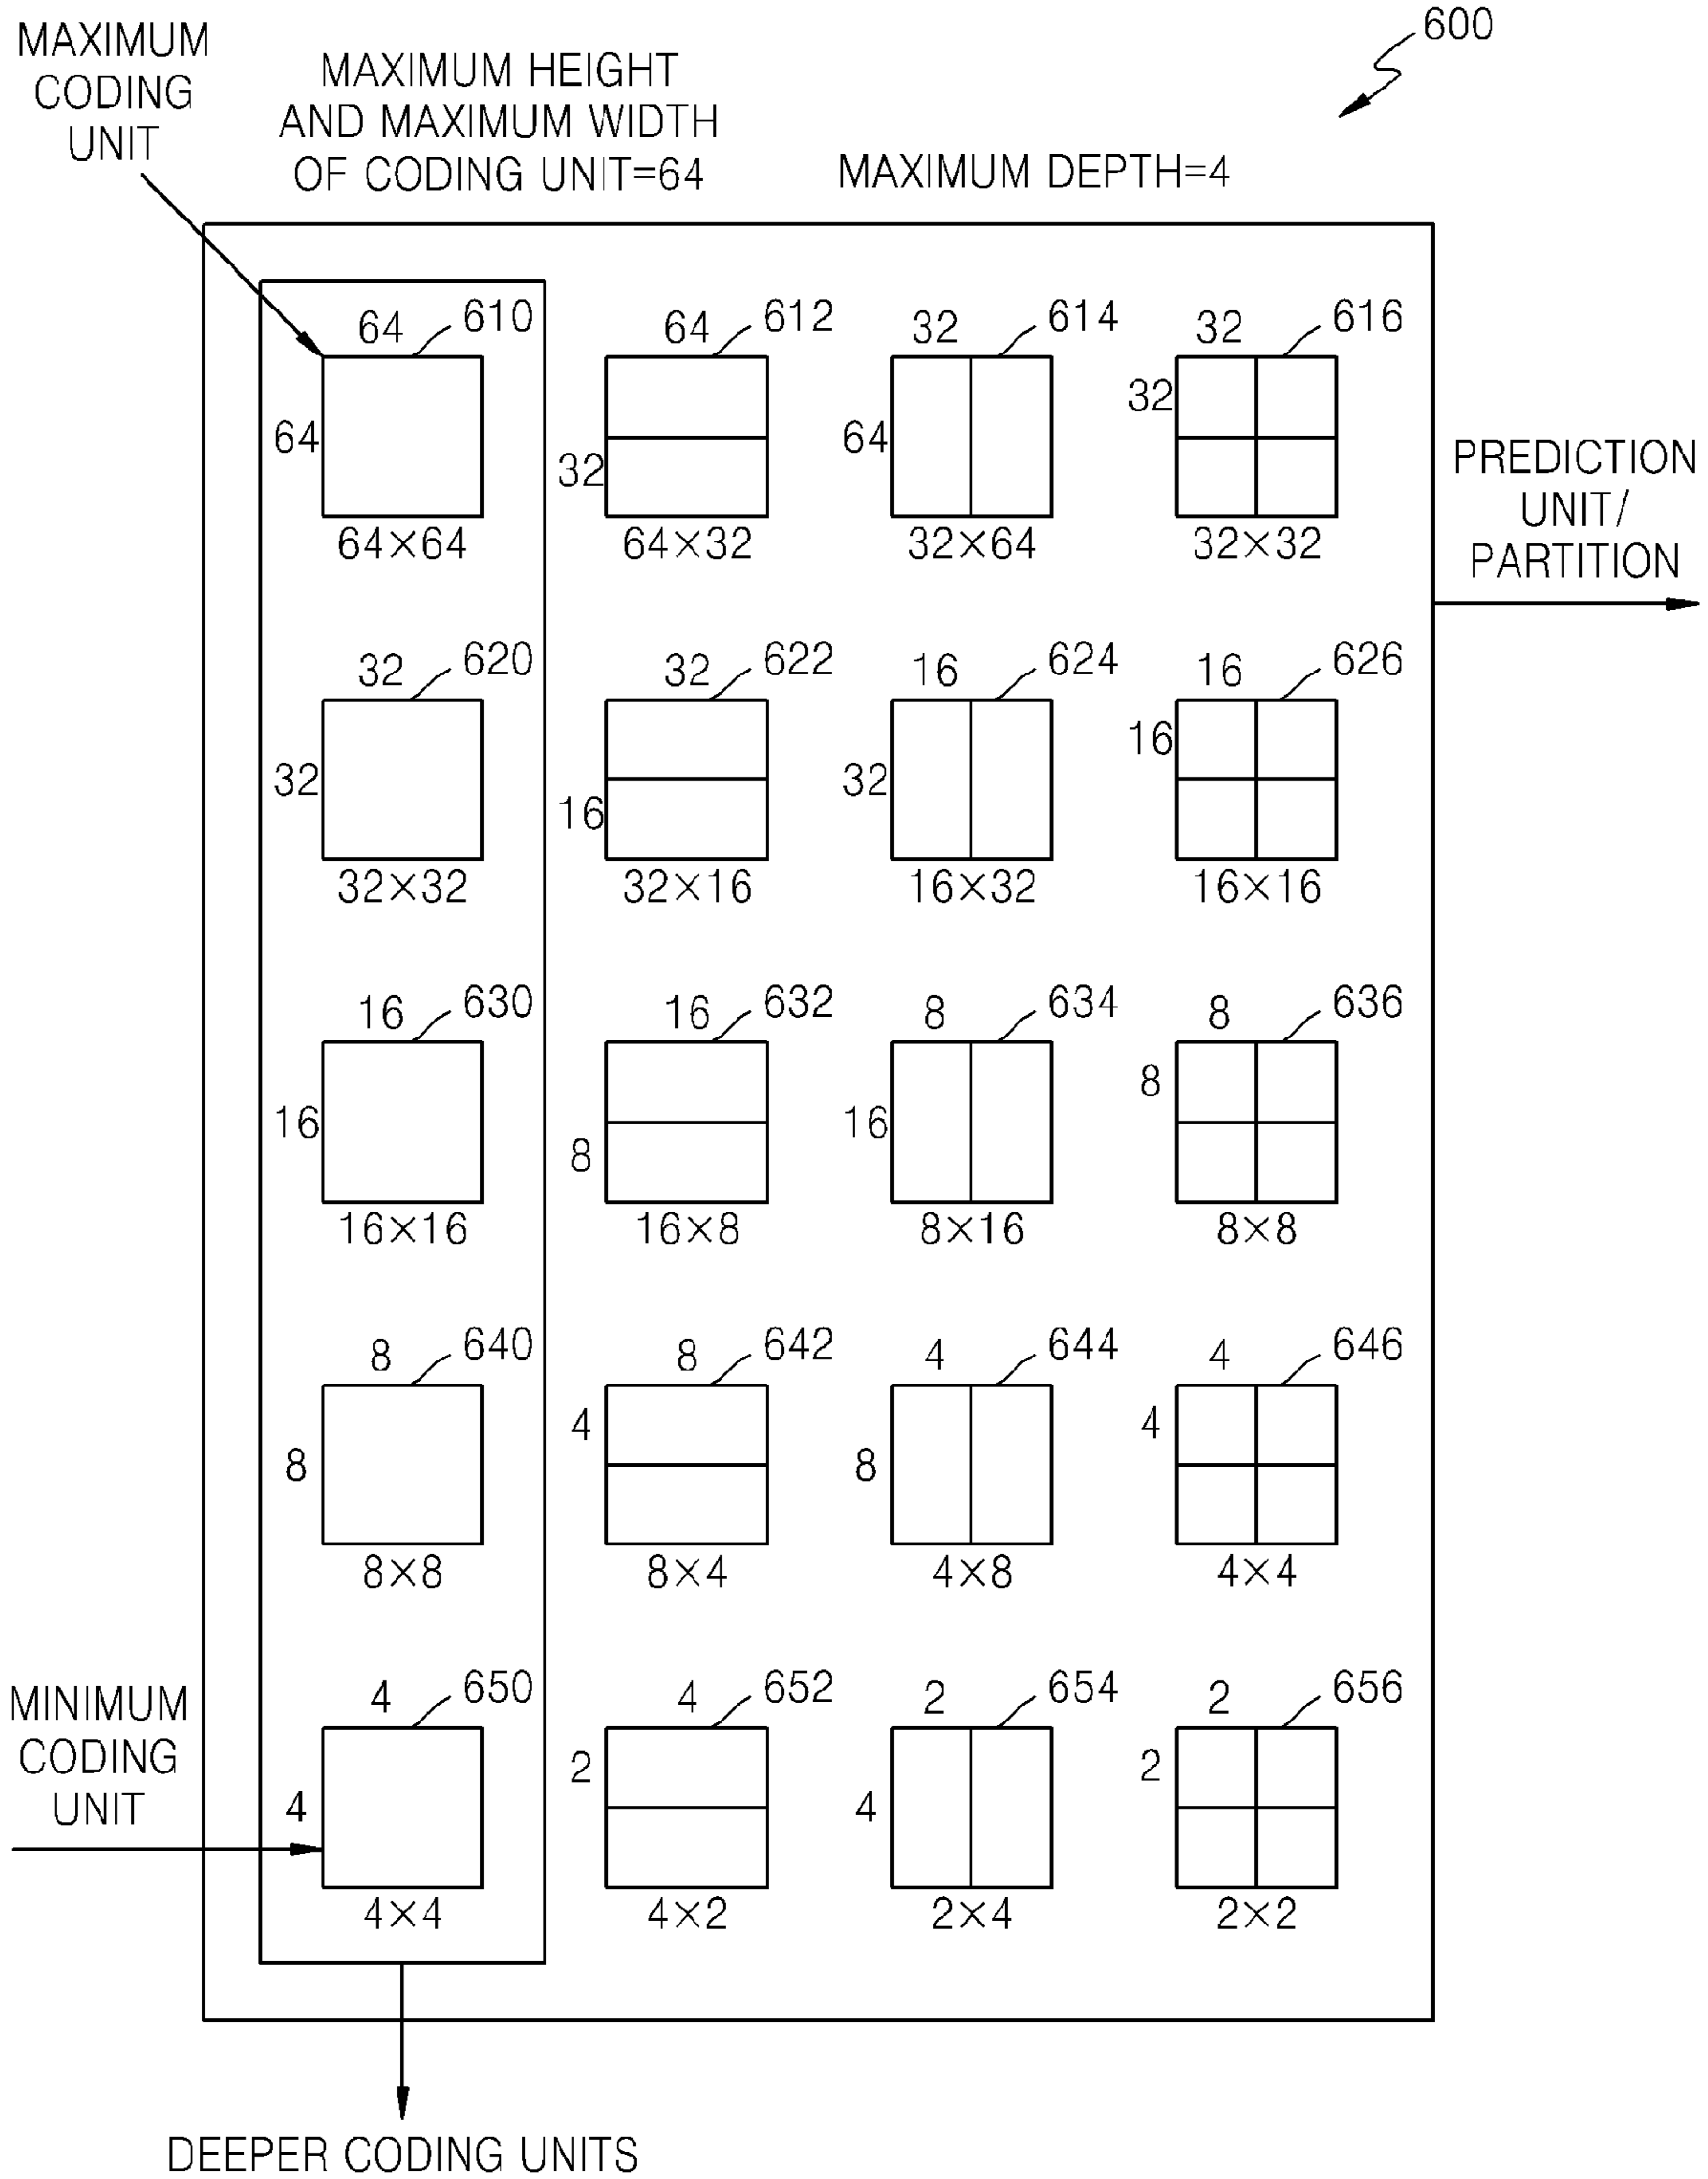 600
MAXIMUM
CODING
UNIT
MAXIMUM HEIGHT
AND MAXIMUM WIDTH
OF CODING UNIT=64
MAXIMUM DEPTH=4
64 610 64 612 32 614 32 616
64 32 64 32
64×64 64×32 32×64 32×32
PREDICTION
UNIT/
PARTITION
32 620 32 622 16 624 16 626
32 16 32 16
32×32 32×16 16×32 16×16
16 630 16 632 8 634 8 636
16 8 16 8
16×16 16×8 8×16 8×8
8 640 8 642 4 644 4 646
8 4 8 4
8×8 8×4 4×8 4×4
MINIMUM
CODING
UNIT
4 650 4 652 2 654 2 656
4 2 4 2
4×4 4×2 2×4 2×2
DEEPER CODING UNITS